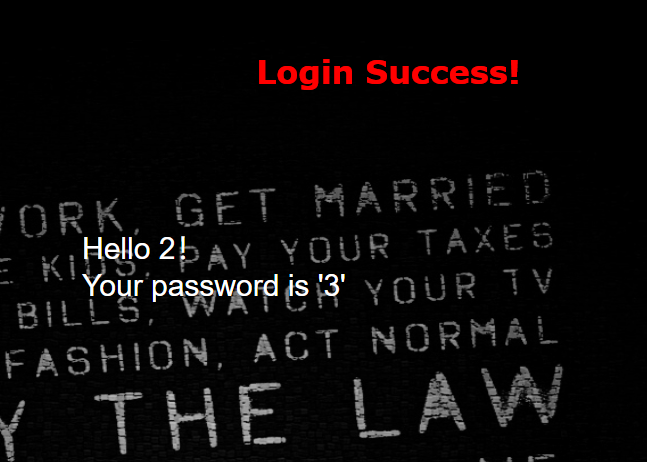 Login Success!
WORK, GET MARRIED
Hello 2!
KIDS, PAY YOUR TAXES
Your password is '3'
BILLS, WATCH YOUR TV
FASHION, ACT NORMAL
THE LAW